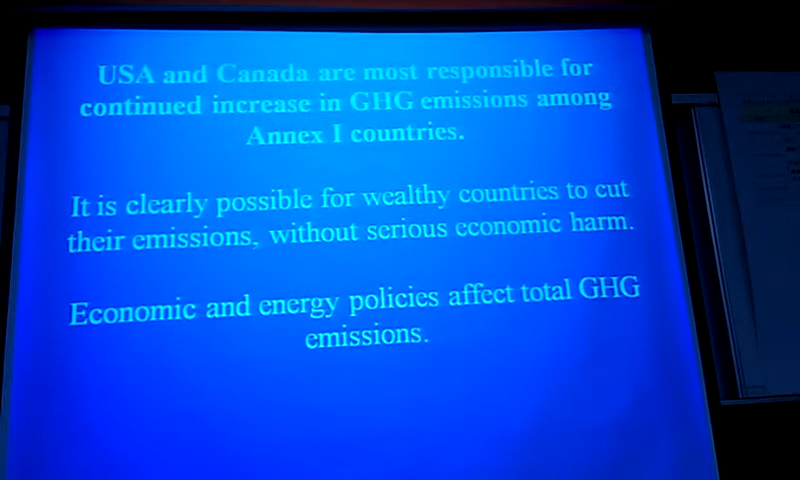 USA and Canada are most responsible for
continued increase in GHG emissions among
Annex I countries.
It is clearly possible for wealthy countries to cut
their emissions, without serious economic harm.
Economic and energy policies affect total GHG
emissions.